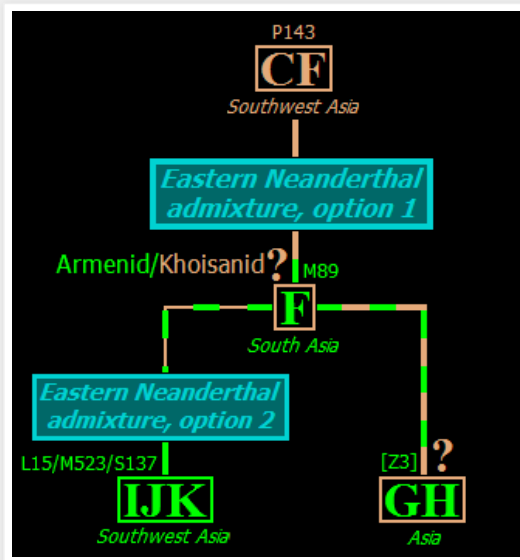 P143
CF
Southwest Asia
Eastern Neanderthal
admixture, option 1
Armenid/Khoisanid?
M89
F
South Asia
Eastern Neanderthal
admixture, option 2
L15/M523/S137
IJK
Southwest Asia
[Z3] ?
GH
Asia